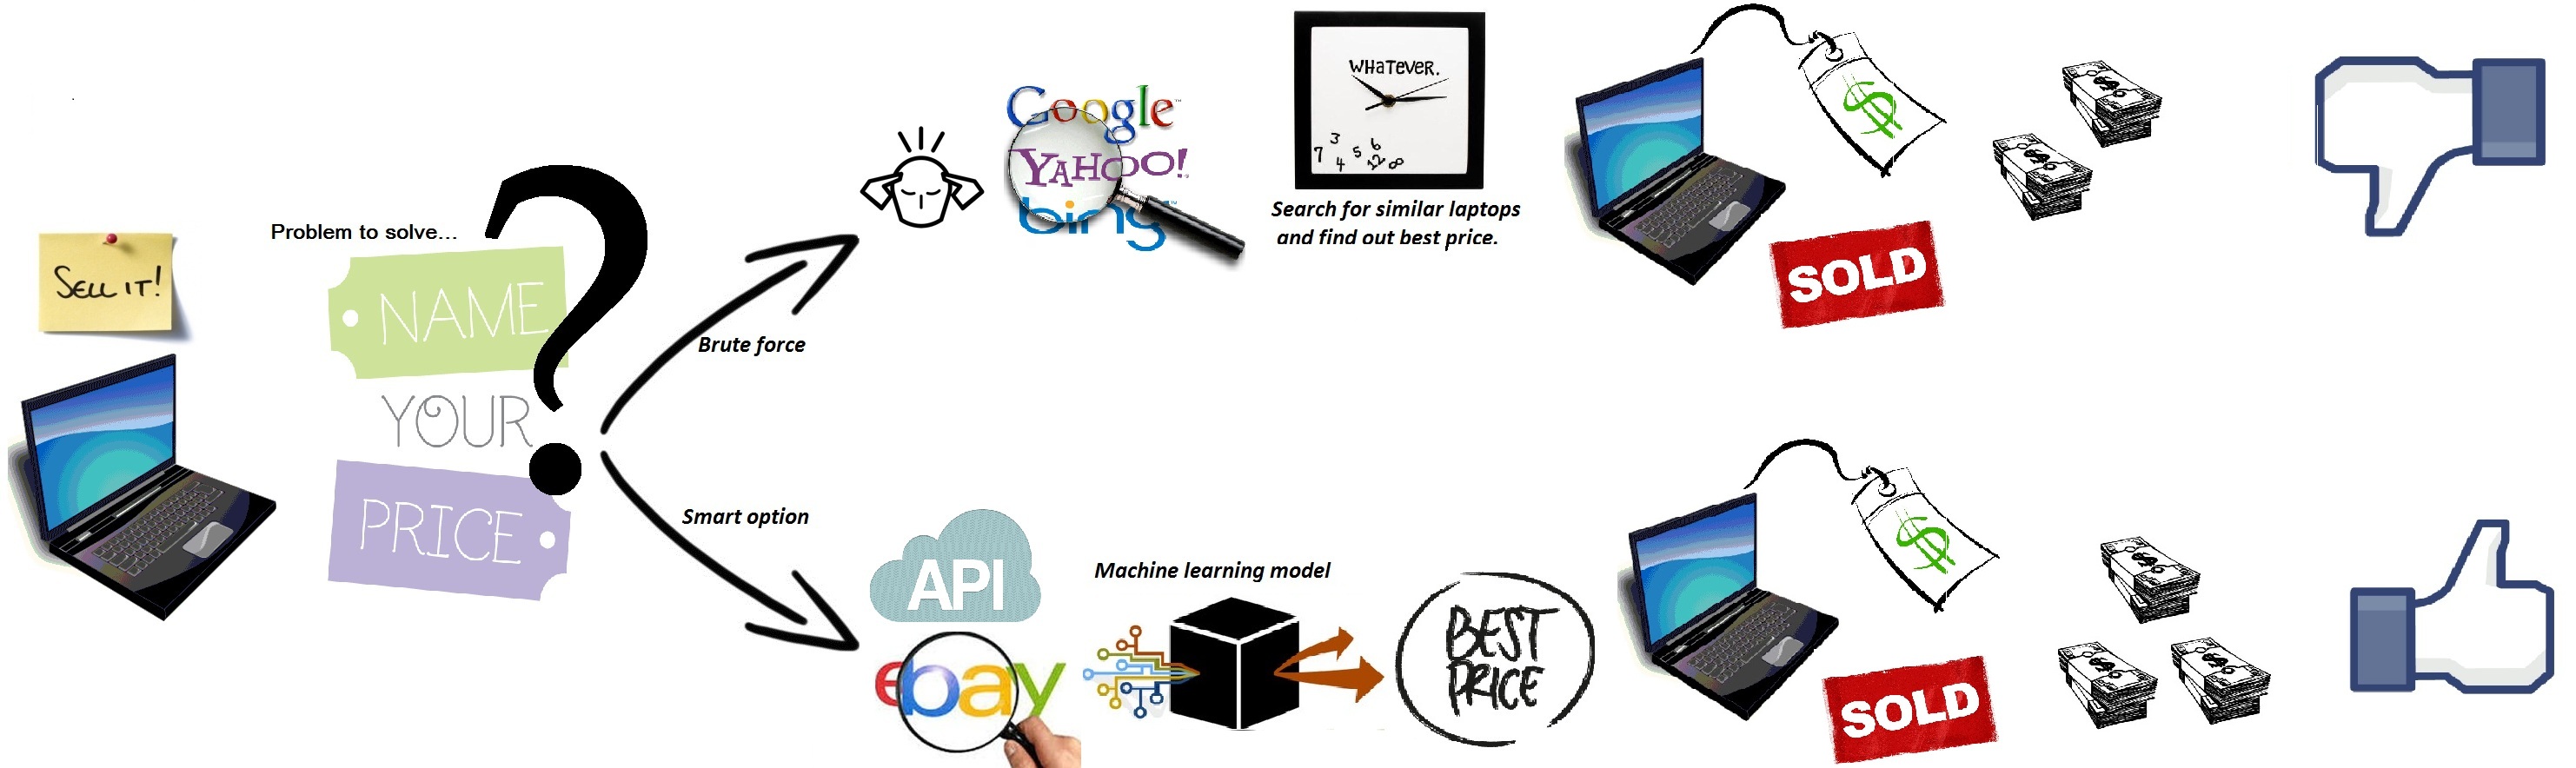 SELL IT!
Problem to solve...
NAME
YOUR
PRICE
Brute force
Google™
YAHOO!
bing™
WHaTEVER.
3
7 4 5 6
12 8
Search for similar laptops
and find out best price.
$
SOLD
Smart option
API
ebay
Machine learning model
BEST
PRICE
$
SOLD